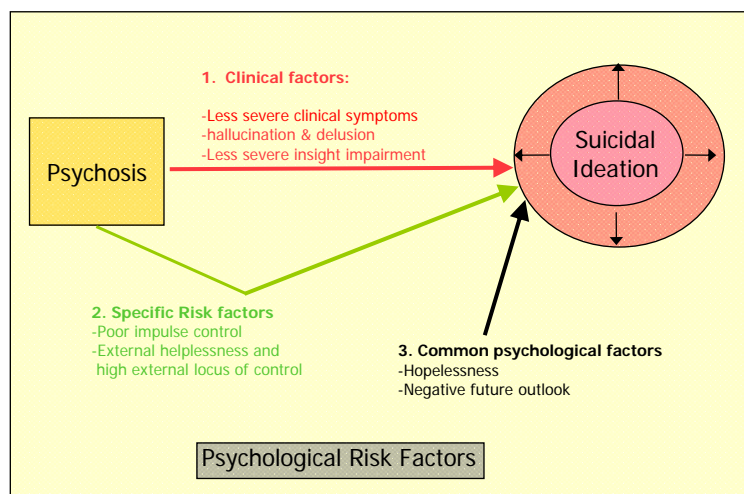 1. Clinical factors:
-Less severe clinical symptoms
-hallucination & delusion
-Less severe insight impairment
Psychosis
Suicidal
Ideation
2. Specific Risk factors
-Poor impulse control
-External helplessness and
high external locus of control
3. Common psychological factors
-Hopelessness
-Negative future outlook
Psychological Risk Factors